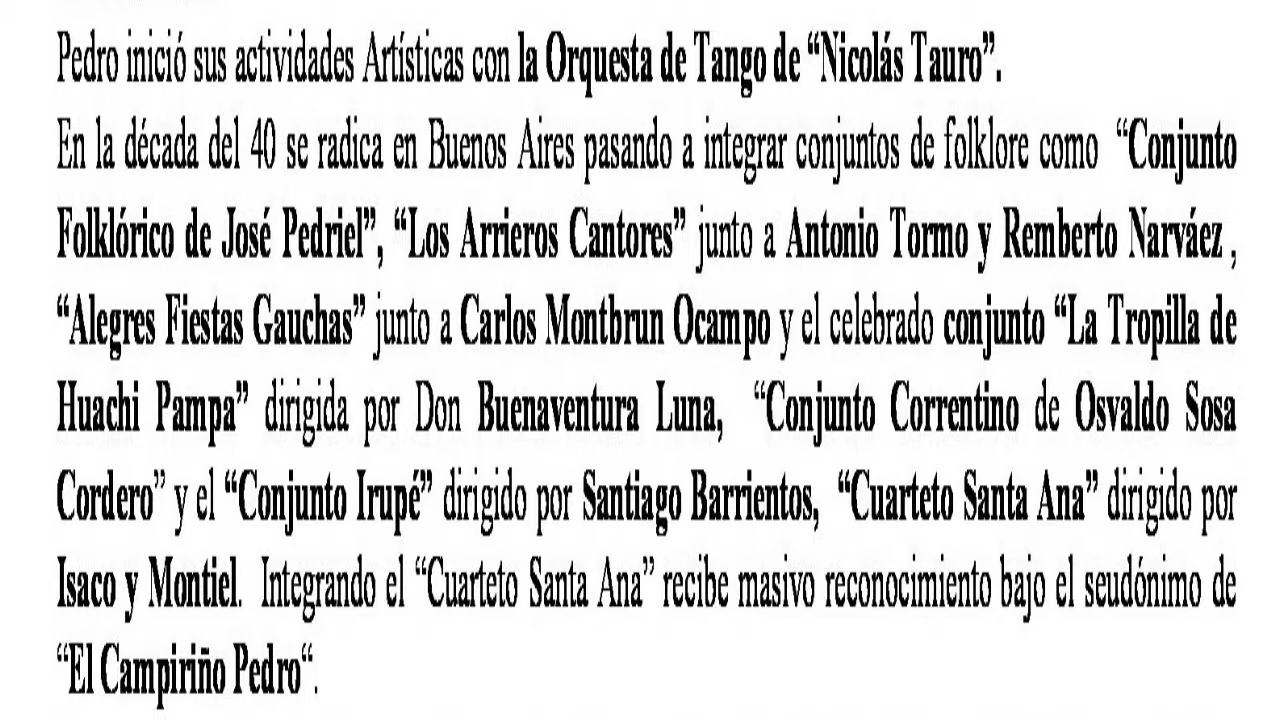 Pedro inició sus actividades Artísticas con la Orquesta de Tango de “Nicolás Tauro”.
En la década del 40 se radica en Buenos Aires pasando a integrar conjuntos de folklore como “Conjunto
Folklórico de José Pedriel”, “Los Arrieros Cantores” junto a Antonio Tormo y Remberto Narváez ,
“Alegres Fiestas Gauchas” junto a Carlos Montbrun Ocampo y el celebrado conjunto “La Tropilla de
Huachi Pampa” dirigida por Don Buenaventura Luna, “Conjunto Correntino de Osvaldo Sosa
Cordero” y el “Conjunto Irupé” dirigido por Santiago Barrientos, “Cuarteto Santa Ana” dirigido por
Isaco y Montiel. Integrando el “Cuarteto Santa Ana” recibe masivo reconocimiento bajo el seudónimo de
“El Campiriño Pedro“.